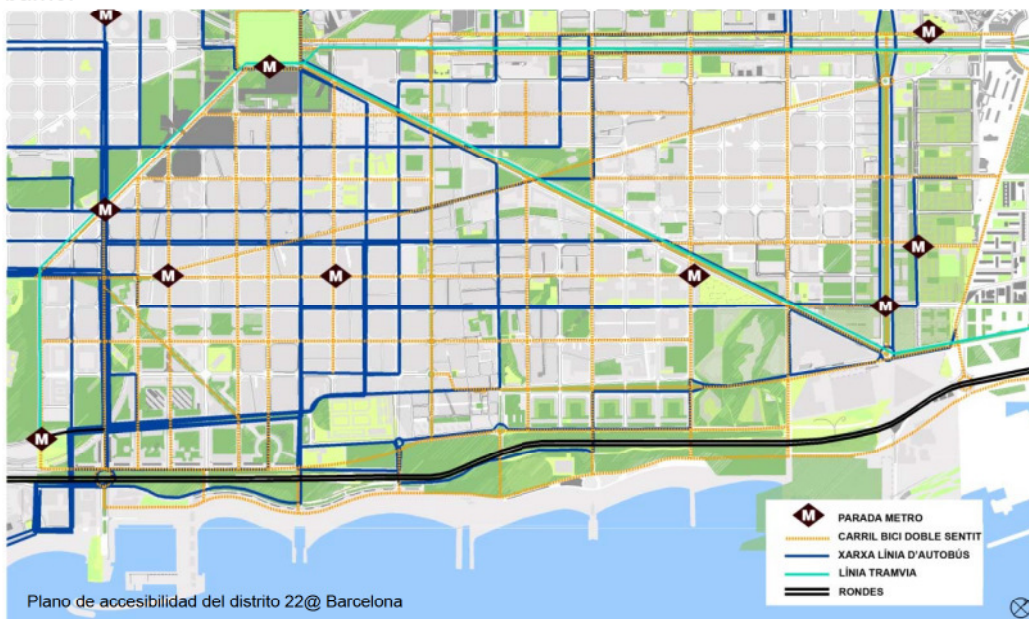 M
M
M
M
M
M
M
M
M
M
M PARADA METRO
CARRIL BICI DOBLE SENTIT
XARXA LÍNIA D'AUTOBÚS
LÍNIA TRAMVIA
RONDES
Plano de accesibilidad del distrito 22@ Barcelona